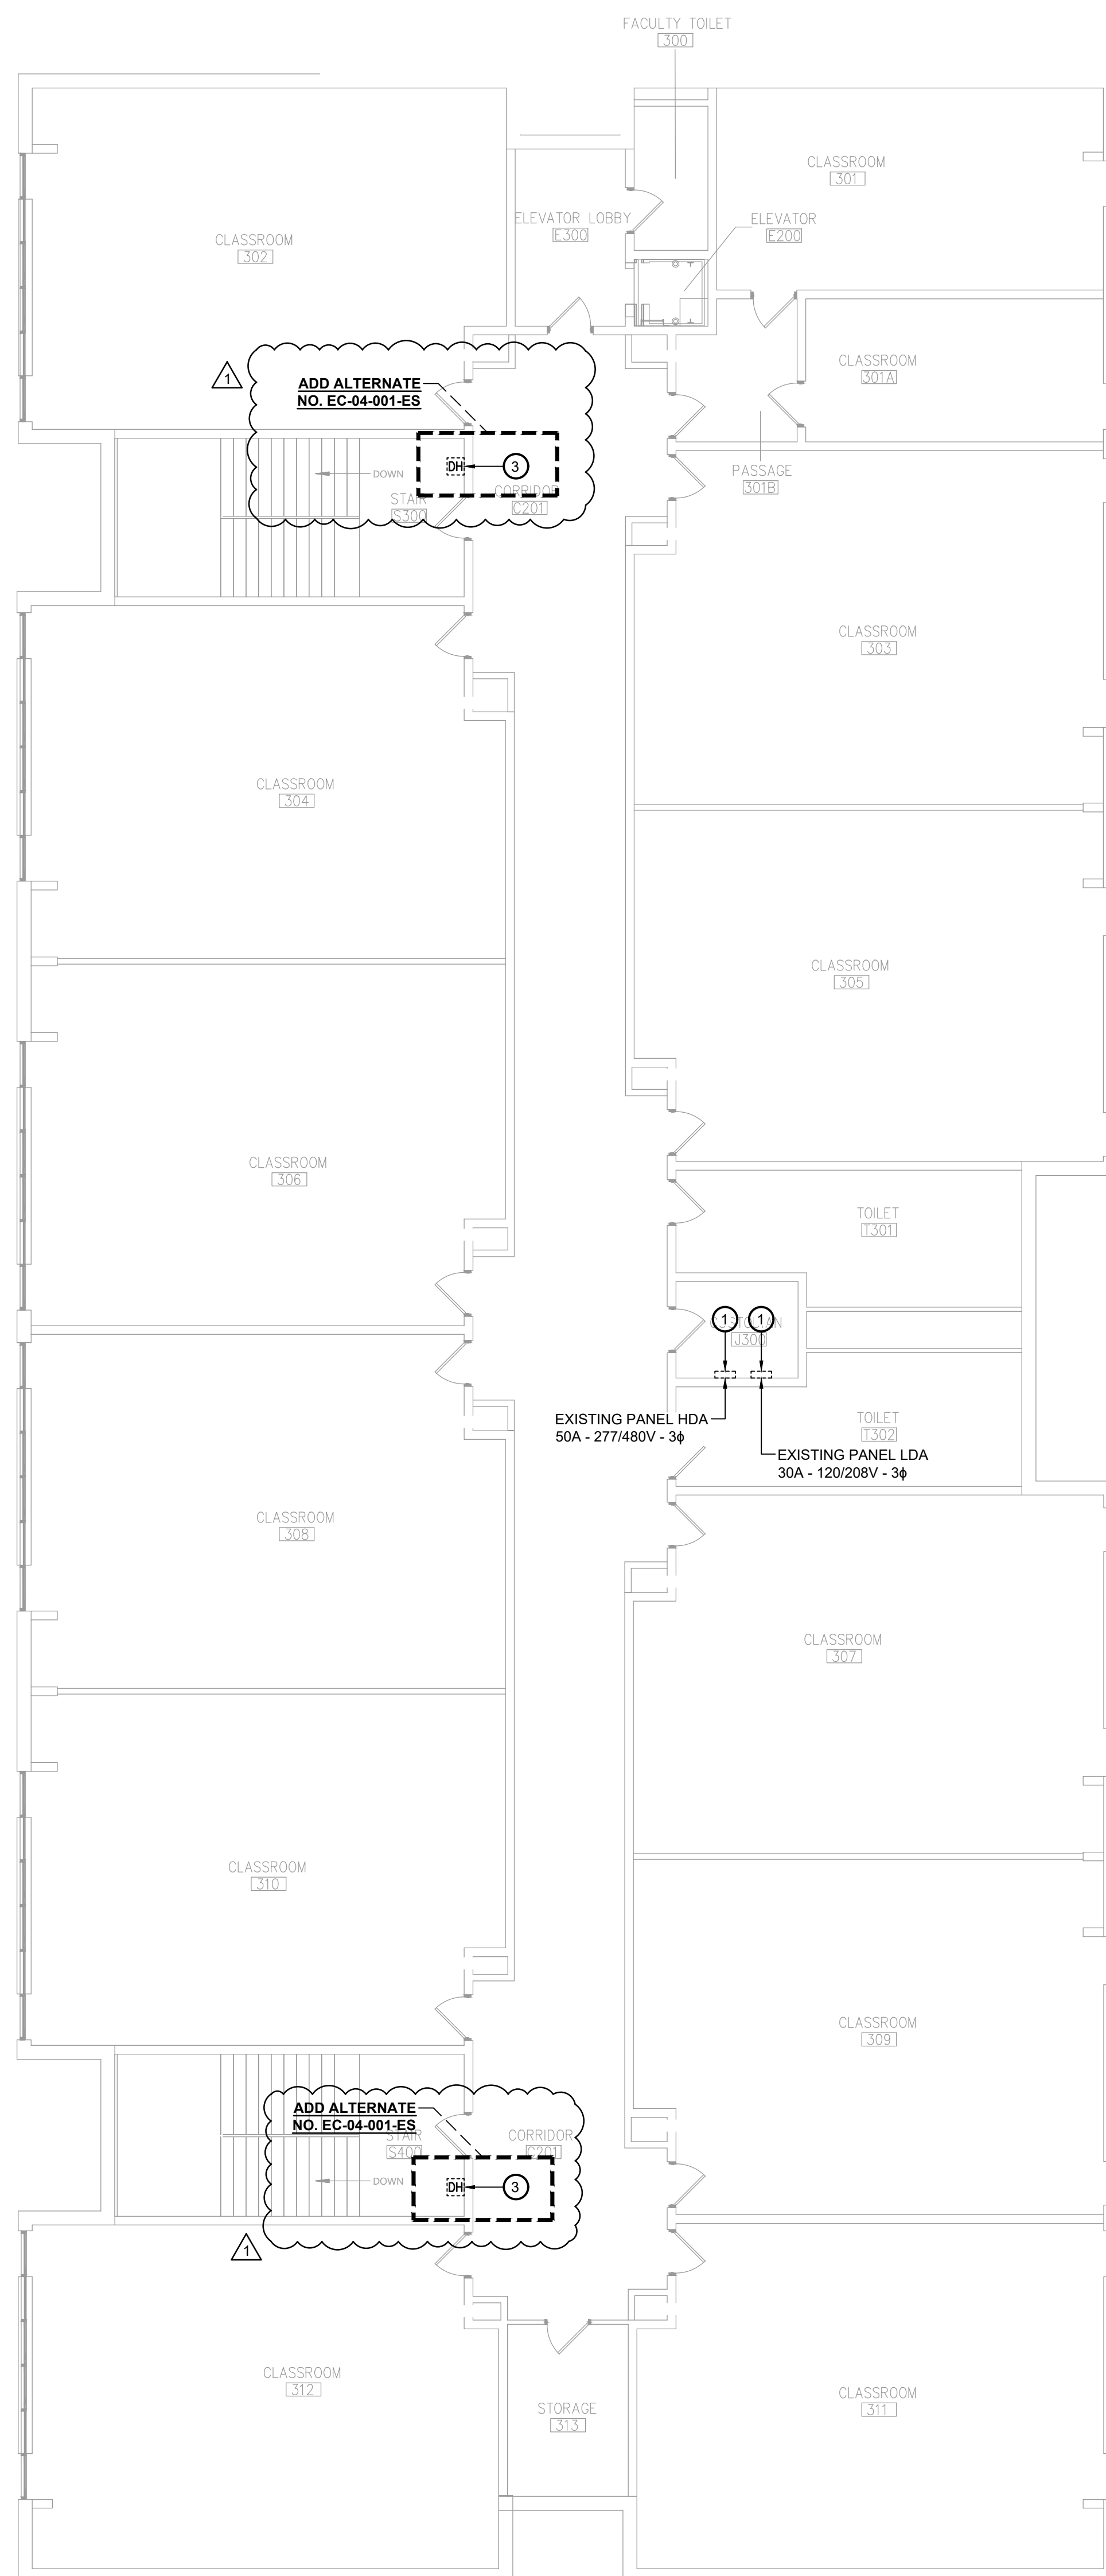 FACULTY TOILET
300
CLASSROOM
301
CLASSROOM
302
ELEVATOR LOBBY
E300
ELEVATOR
E200
CLASSROOM
301A
1
ADD ALTERNATE
NO. EC-04-001-ES
DH
3
DOWN
STAIR
S300
CORRIDOR
C201
PASSAGE
301B
CLASSROOM
303
CLASSROOM
304
CLASSROOM
305
CLASSROOM
306
TOILET
T301
1
1
CUSTODIAN
J300
EXISTING PANEL HDA
50A - 277/480V - 3ϕ
TOILET
T302
EXISTING PANEL LDA
30A - 120/208V - 3ϕ
CLASSROOM
308
CLASSROOM
307
CLASSROOM
310
CLASSROOM
309
ADD ALTERNATE
NO. EC-04-001-ES
STAIR
S400
CORRIDOR
C201
DOWN
DH
3
1
CLASSROOM
312
CLASSROOM
311
STORAGE
313